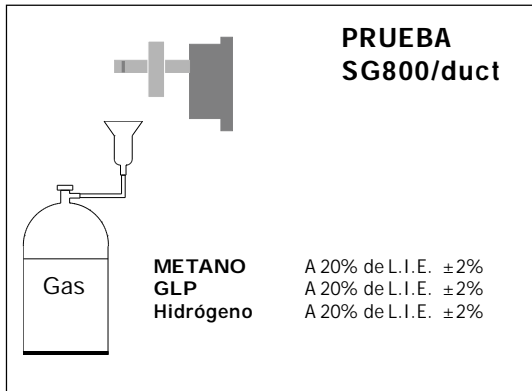 PRUEBA
SG800/duct
Gas
METANO A 20% de L.I.E. ±2%
GLP A 20% de L.I.E. ±2%
Hidrógeno A 20% de L.I.E. ±2%